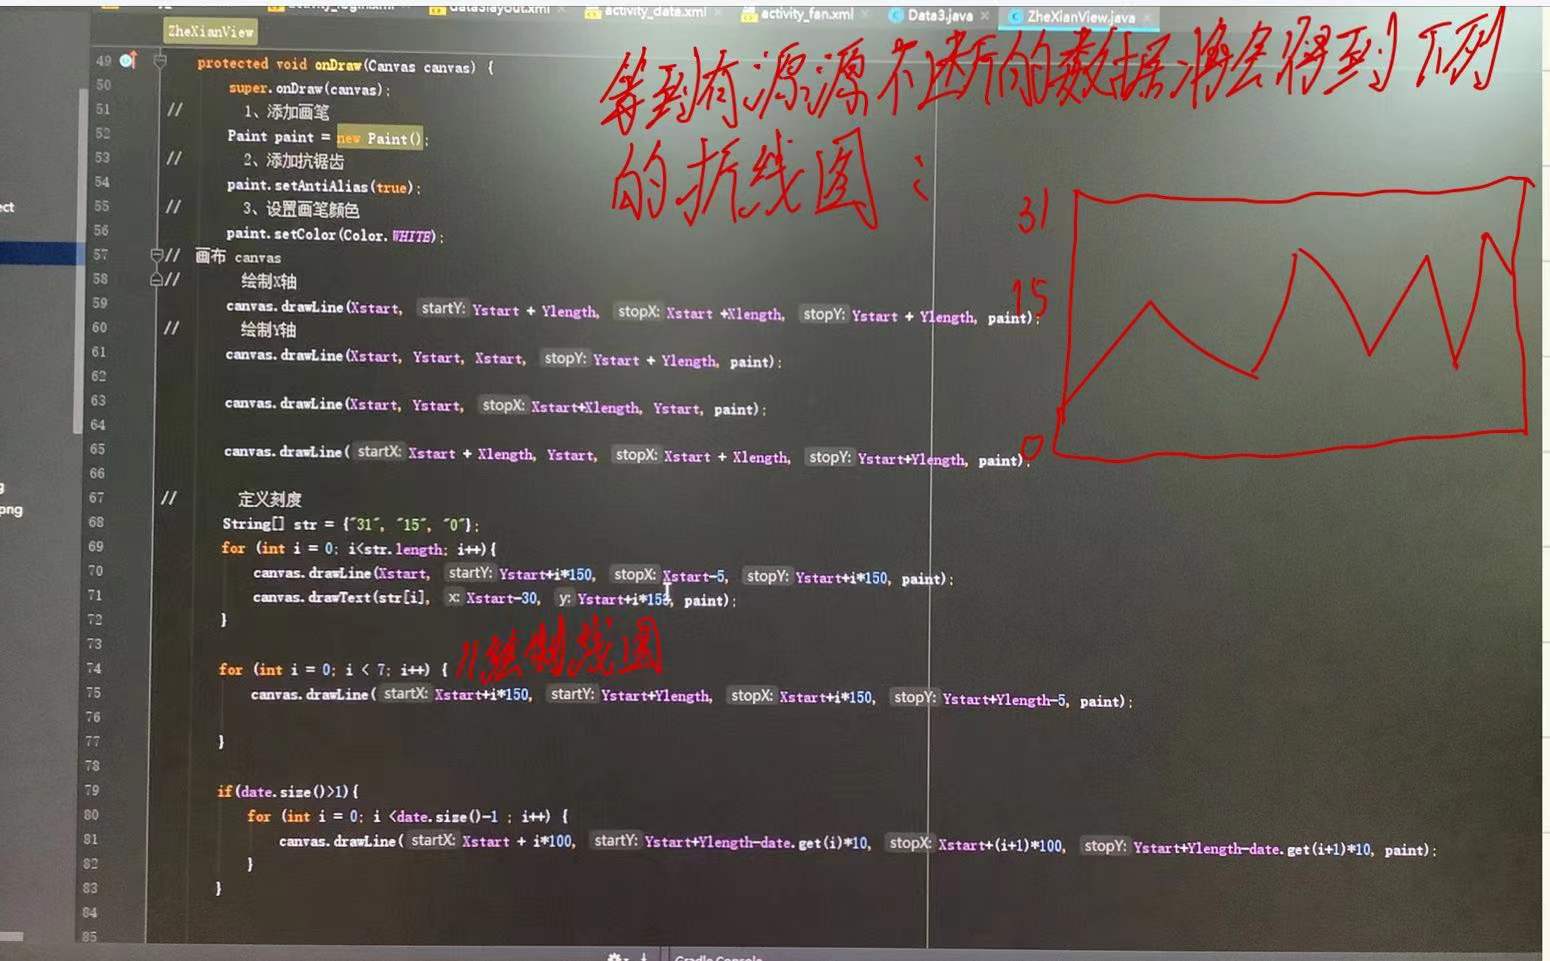 activity_date.xml
activity_fan.xml
Data3.java
ZheXianView.java
ZheXianView
等到有源源不断的数据将会得到下列
的折线图:
49 protected void onDraw(Canvas canvas) {
50 super.onDraw(canvas);
51 // 1、添加画笔
52 Paint paint = new Paint();
53 // 2、添加抗锯齿
54 paint.setAntiAlias(true);
55 // 3、设置画笔颜色
56 paint.setColor(Color.WHITE);
57 // 画布 canvas
58 // 绘制X轴
59 canvas.drawLine(Xstart, startY: Ystart + Ylength, stopX: Xstart +Xlength, stopY: Ystart + Ylength, paint);
60 // 绘制Y轴
61 canvas.drawLine(Xstart, Ystart, Xstart, stopY: Ystart + Ylength, paint);
62
63 canvas.drawLine(Xstart, Ystart, stopX: Xstart+Xlength, Ystart, paint);
64
65 canvas.drawLine( startX: Xstart + Xlength, Ystart, stopX: Xstart + Xlength, stopY: Ystart+Ylength, paint);
66
67 // 定义刻度
68 String[] str = {"31", "15", "0"};
69 for (int i = 0; i<str.length; i++){
70 canvas.drawLine(Xstart, startY: Ystart+i*150, stopX: Xstart-5, stopY: Ystart+i*150, paint);
71 canvas.drawText(str[i], x: Xstart-30, y: Ystart+i*153, paint);
72 }
73
74 for (int i = 0; i < 7; i++) { //绘制线图
75 canvas.drawLine( startX: Xstart+i*150, startY: Ystart+Ylength, stopX: Xstart+i*150, stopY: Ystart+Ylength-5, paint);
76
77 }
78
79 if(date.size()>1){
80 for (int i = 0; i <date.size()-1 ; i++) {
81 canvas.drawLine( startX: Xstart + i*100, startY: Ystart+Ylength-date.get(i)*10, stopX: Xstart+(i+1)*100, stopY: Ystart+Ylength-date.get(i+1)*10, paint);
82 }
83 }
84
85
31
15
0
ect
png